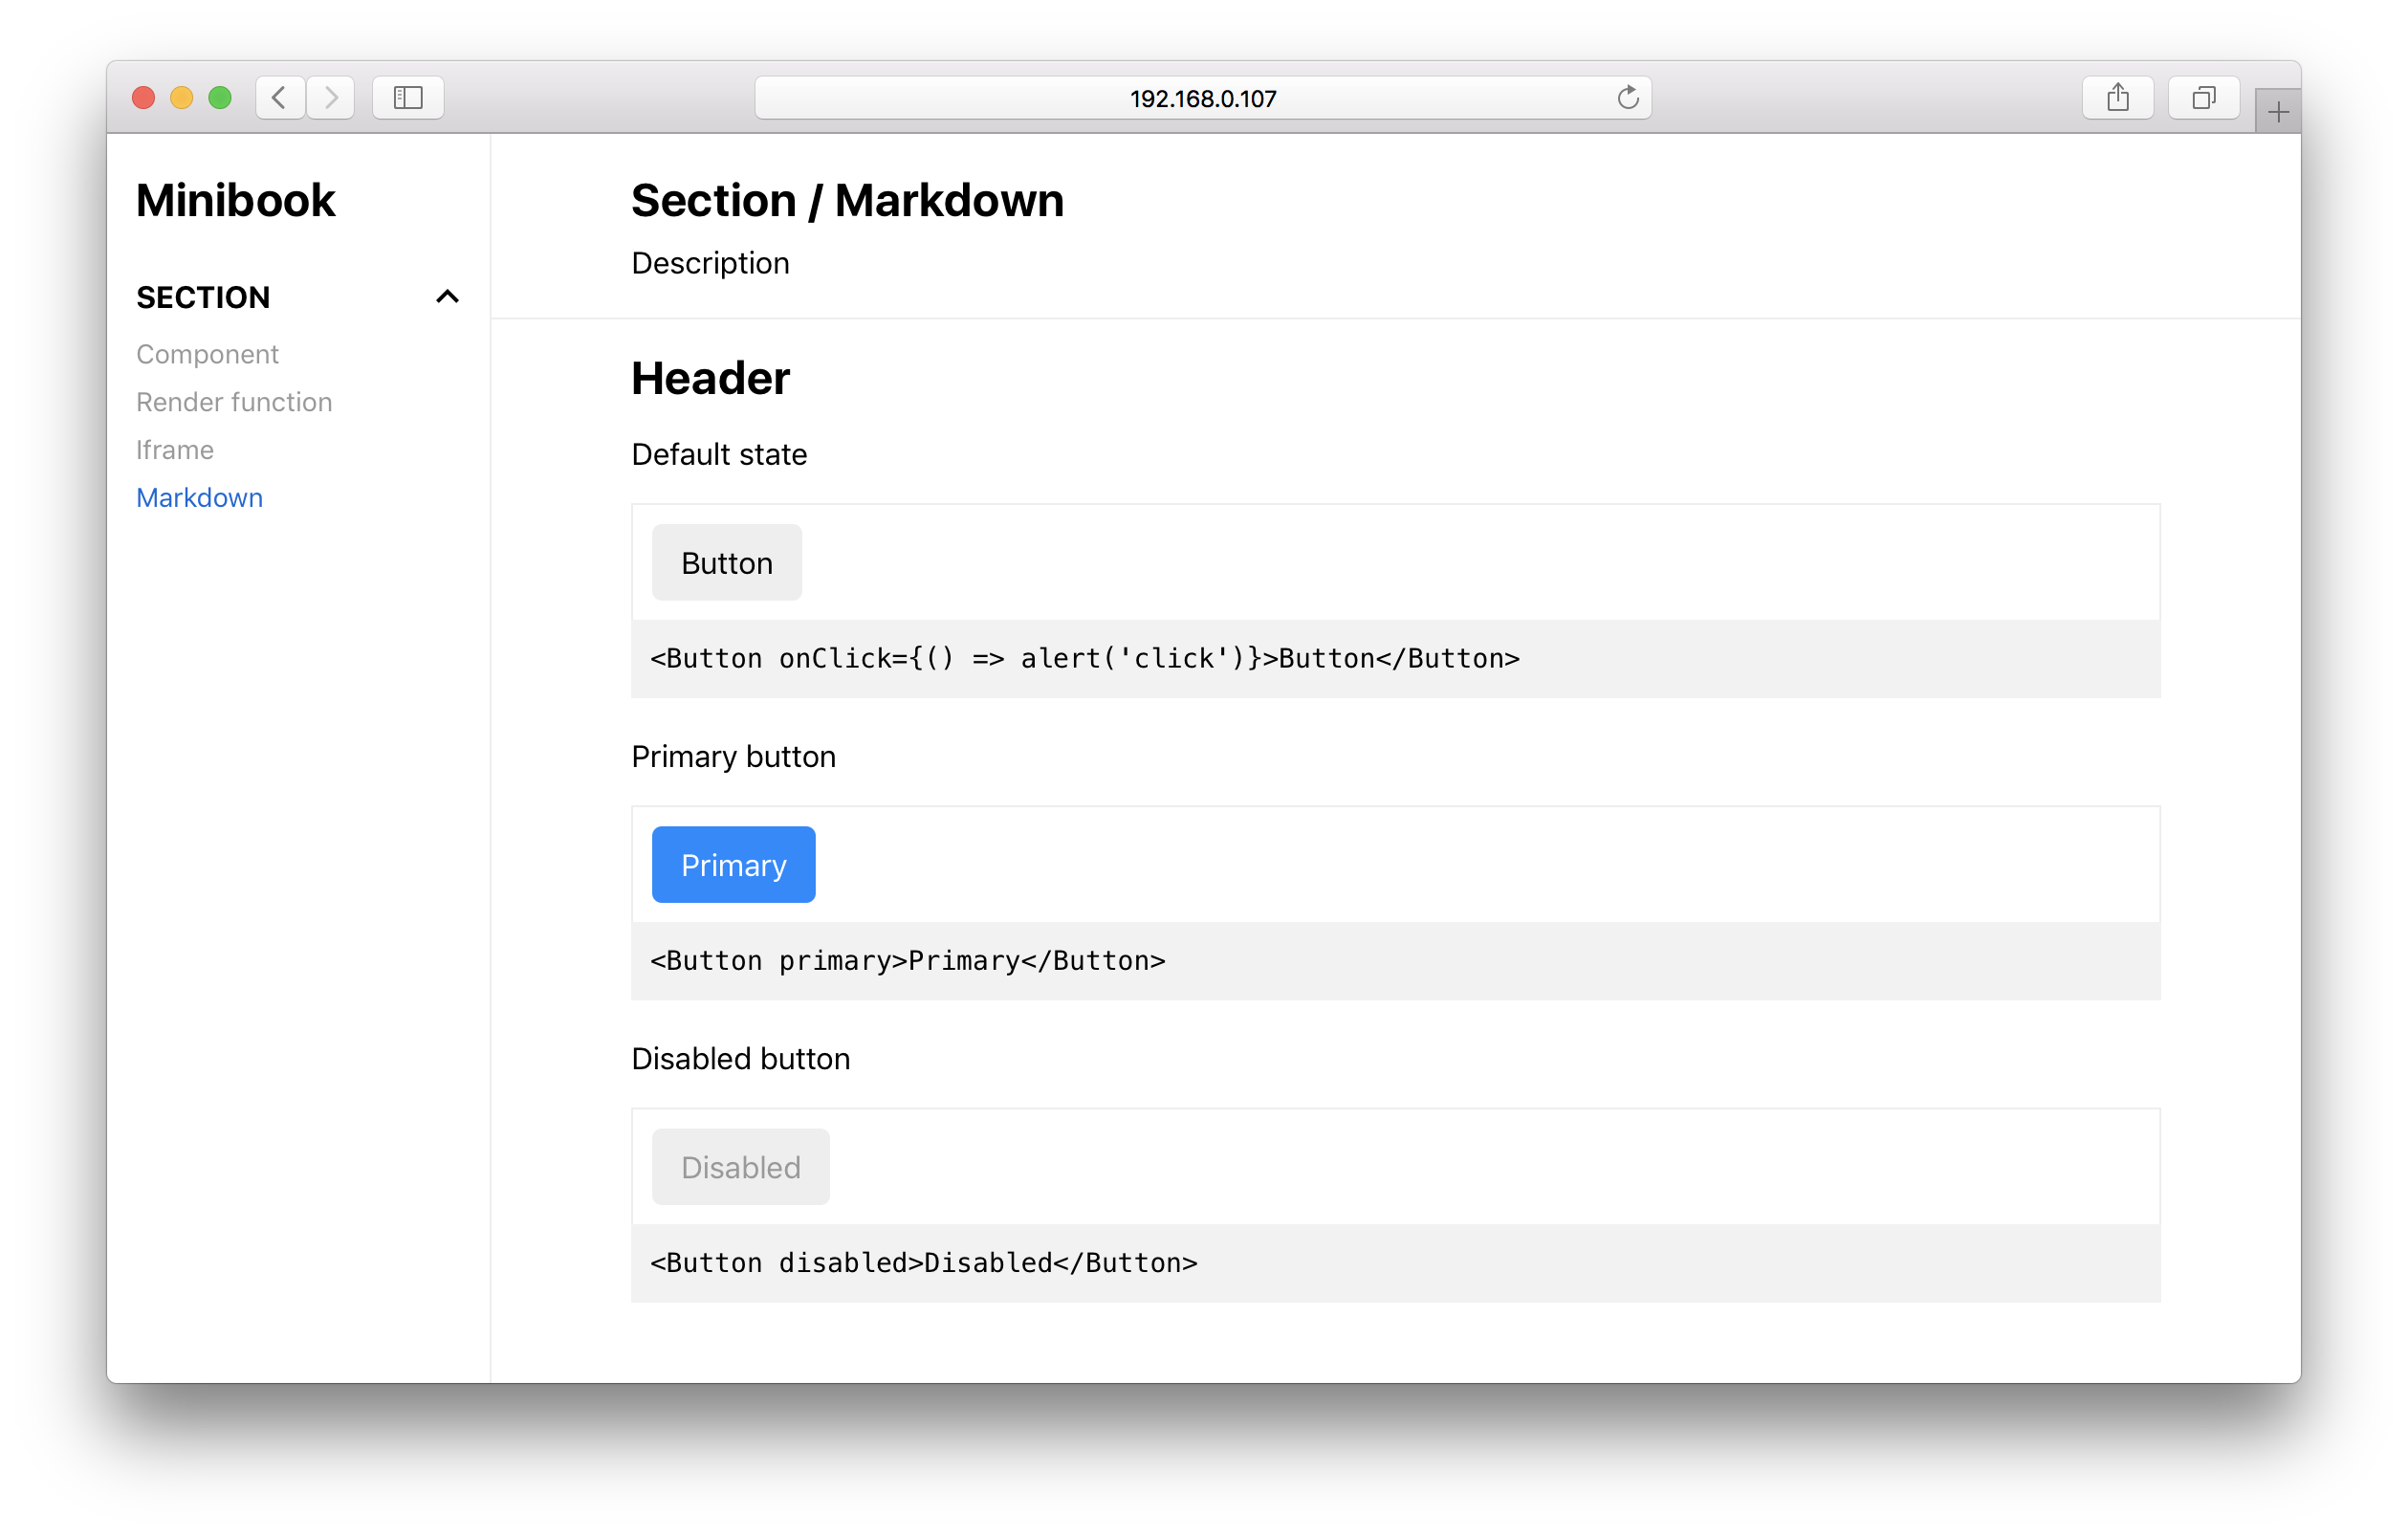 192.168.0.107
Minibook
SECTION
Component
Render function
Iframe
Markdown
Section / Markdown
Description
Header
Default state
Button
<Button onClick={() => alert('click')}>Button</Button>
Primary button
Primary
<Button primary>Primary</Button>
Disabled button
Disabled
<Button disabled>Disabled</Button>